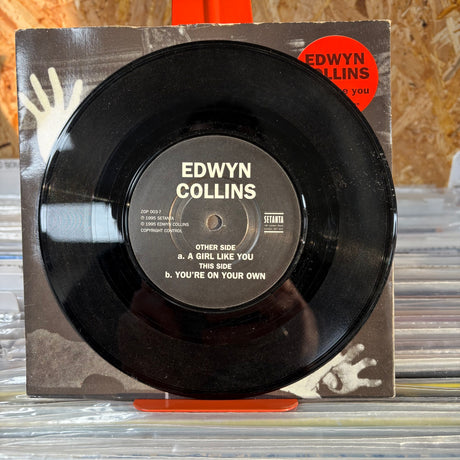 EDWYN
COLLINS
ZOP 003 7
℗ 1995 SETANTA
© 1995 EDWYN COLLINS
COPYRIGHT CONTROL
SETANTA
OTHER SIDE
a. A GIRL LIKE YOU
THIS SIDE
b. YOU'RE ON YOUR OWN
EDWYN
LLINS
you